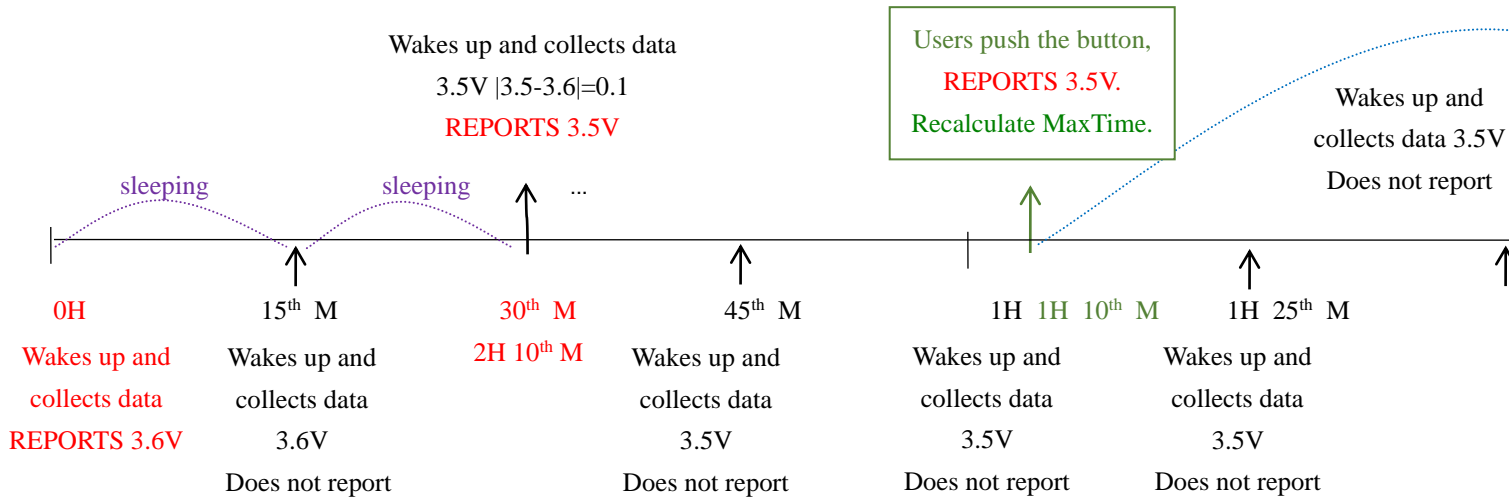 Wakes up and collects data
3.5V |3.5-3.6|=0.1
REPORTS 3.5V
Users push the button,
REPORTS 3.5V.
Recalculate MaxTime.
Wakes up and
collects data 3.5V
Does not report
sleeping
sleeping
...
0H
Wakes up and
collects data
REPORTS 3.6V
15th M
Wakes up and
collects data
3.6V
Does not report
30th M
2H 10th M
45th M
Wakes up and
collects data
3.5V
Does not report
1H
Wakes up and
collects data
3.5V
Does not report
1H 10th M
1H 25th M
Wakes up and
collects data
3.5V
Does not report